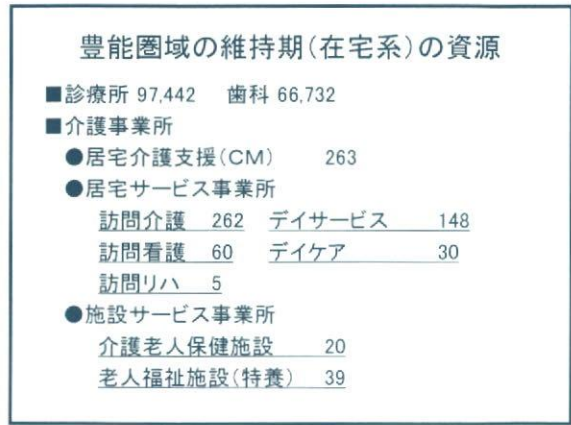 豊能圏域の維持期(在宅系)の資源
■診療所 97,442 歯科 66,732
■介護事業所
●居宅介護支援(CM) 263
●居宅サービス事業所
訪問介護 262 デイサービス 148
訪問看護 60 デイケア 30
訪問リハ 5
●施設サービス事業所
介護老人保健施設 20
老人福祉施設(特養) 39